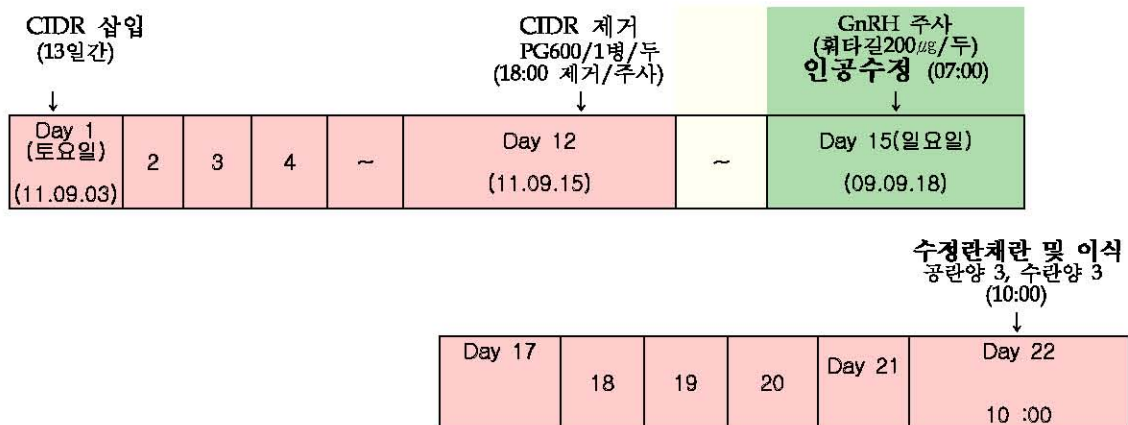 CIDR 삽입
(13일간)
CIDR 제거
PG600/1병/두
(18:00 제거/주사)
GnRH 주사
(훠타길200㎍/두)
인공수정 (07:00)
↓ ↓ ↓
Day 1
(토요일)
(11.09.03)
2 3 4 ~
Day 12
(11.09.15)
~
Day 15(일요일)
(09.09.18)
수정란채란 및 이식
공란양 3, 수란양 3
(10:00)
↓
Day 17
18 19 20
Day 21
Day 22
10 :00